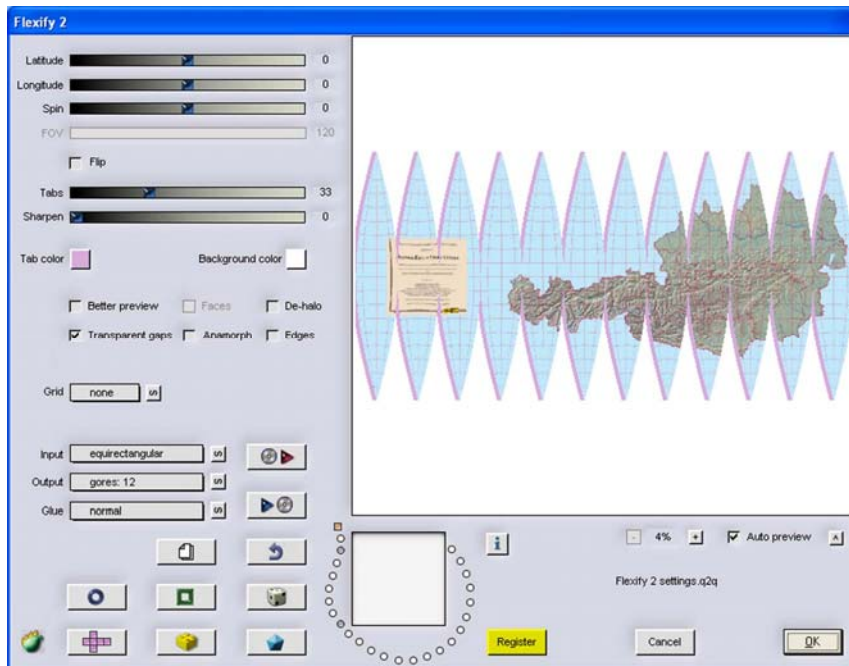 Flexify 2
Latitude 0
Longitude 0
Spin 0
FOV 120
Flip
Tabs 33
Sharpen 0
Tab color Background color
Better preview Faces De-halo
Transparent gaps Anamorph Edges
Grid none
Input equirectangular
Output gores: 12
Glue normal
- 4% + Auto preview
Flexify 2 settings.q2q
Register Cancel OK